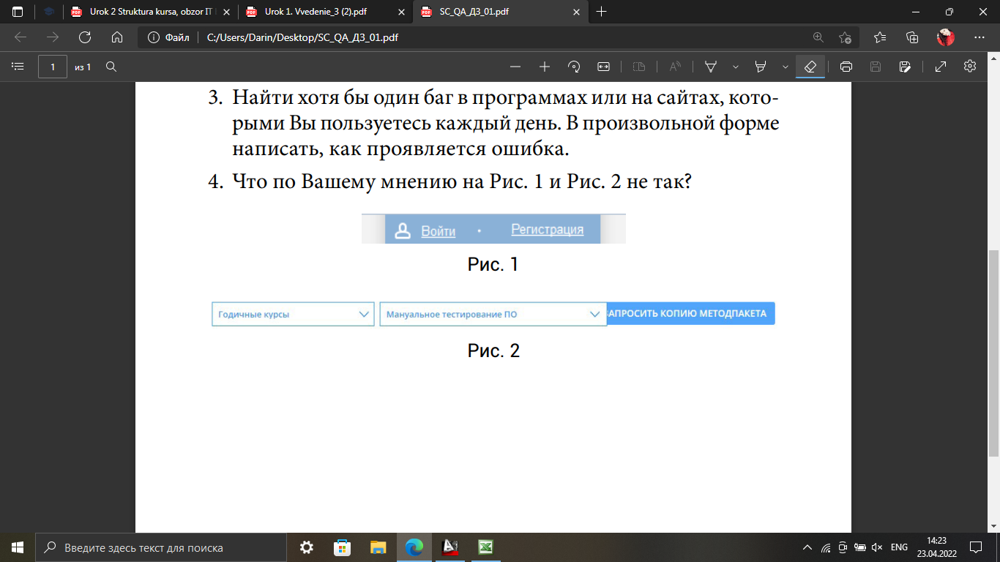 Urok 2 Struktura kursa, obzor IT
Urok 1. Vvedenie_3 (2).pdf
SC_QA_ДЗ_01.pdf
Файл
C:/Users/Darin/Desktop/SC_QA_ДЗ_01.pdf
1 из 1
3. Найти хотя бы один баг в программах или на сайтах, кото-
рыми Вы пользуетесь каждый день. В произвольной форме
написать, как проявляется ошибка.
4. Что по Вашему мнению на Рис. 1 и Рис. 2 не так?
Войти • Регистрация
Рис. 1
Годичные курсы
Мануальное тестирование ПО
ЗАПРОСИТЬ КОПИЮ МЕТОДПАКЕТА
Рис. 2
Введите здесь текст для поиска
ENG
14:23
23.04.2022